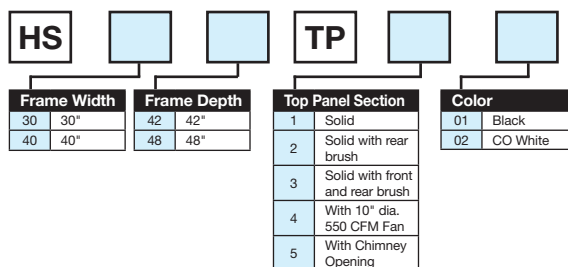 HS TP
Frame Width
30 30"
40 40"
Frame Depth
42 42"
48 48"
Top Panel Section
1 Solid
2 Solid with rear
brush
3 Solid with front
and rear brush
4 With 10" dia.
550 CFM Fan
5 With Chimney
Opening
Color
01 Black
02 CO White